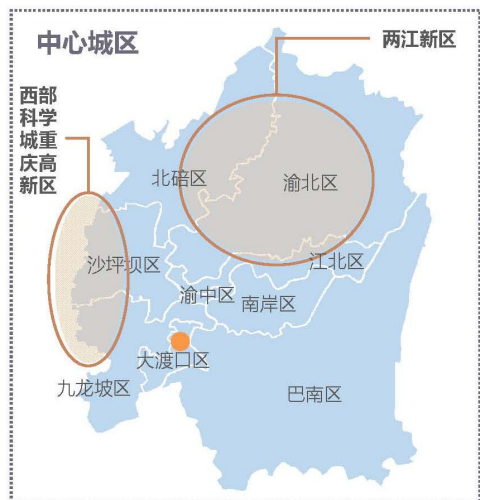 中心城区
两江新区
西部
科学
城重
庆高
新区
北碚区
渝北区
沙坪坝区
江北区
渝中区
南岸区
大渡口区
九龙坡区
巴南区